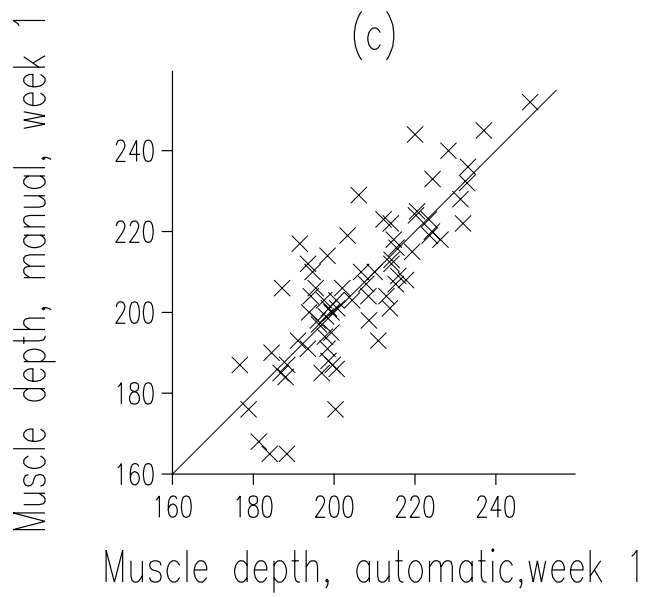 (c)
Muscle depth, manual, week 1
240
220
200
180
160
160 180 200 220 240
Muscle depth, automatic,week 1